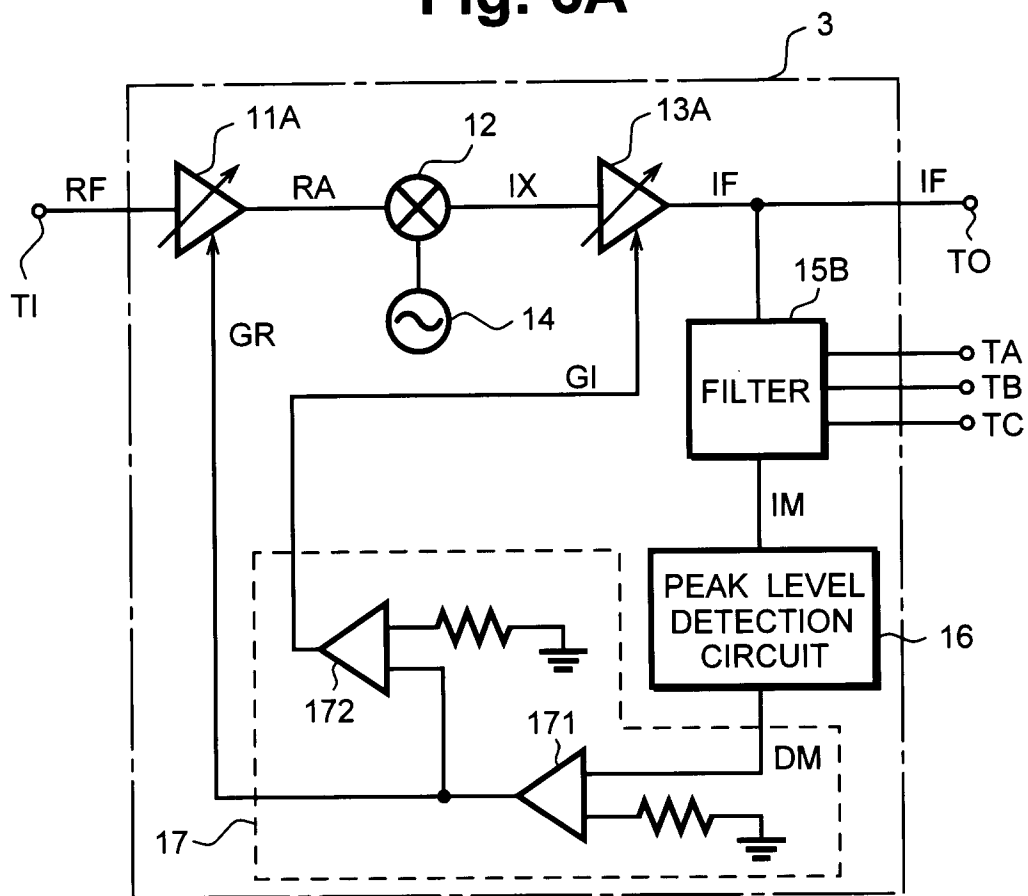 3
11A
12
13A
RF
RA
IX
IF
IF
TI
TO
15B
14
GR
TA
GI
FILTER
TB
TC
IM
PEAK LEVEL
DETECTION
CIRCUIT
16
172
171
DM
17